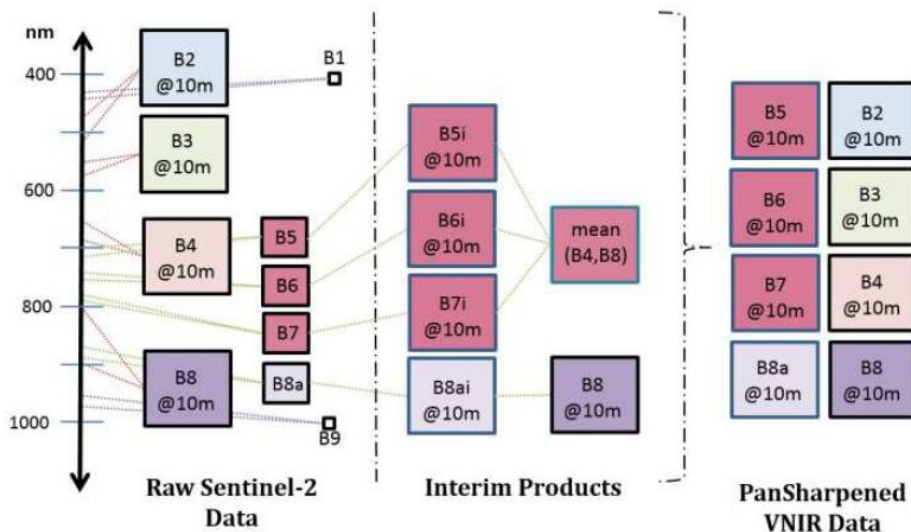 nm
400
600
800
1000
B2
@10m
B1
B3
@10m
B4
@10m
B5
B6
B7
B8
@10m
B8a
B9
Raw Sentinel-2
Data
B5i
@10m
B6i
@10m
B7i
@10m
B8ai
@10m
mean
(B4,B8)
B8
@10m
Interim Products
B5
@10m
B2
@10m
B6
@10m
B3
@10m
B7
@10m
B4
@10m
B8a
@10m
B8
@10m
PanSharpened
VNIR Data